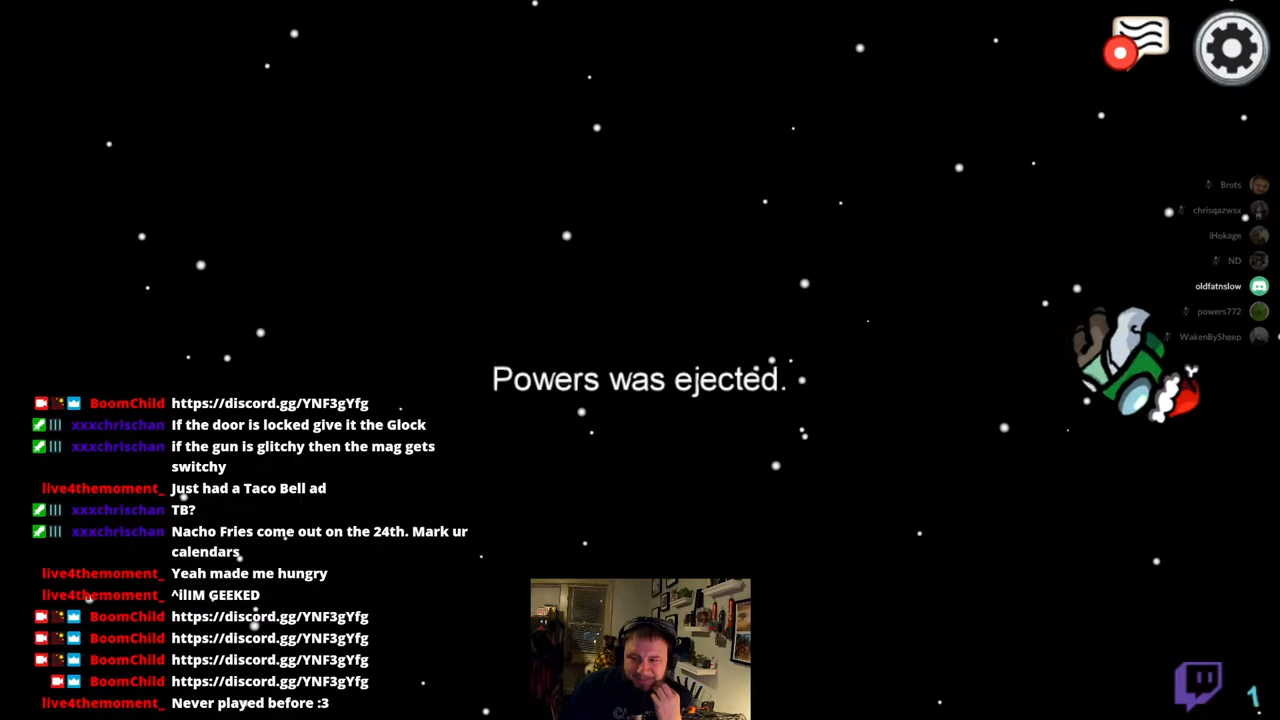 Brots
chrisqazwsx
iHokage
ND
oldfatnslow
powers772
WakenBySheep
Powers was ejected.
BoomChild https://discord.gg/YNF3gYfg
xxxchrischan If the door is locked give it the Glock
xxxchrischan if the gun is glitchy then the mag gets
switchy
live4themoment_ Just had a Taco Bell ad
xxxchrischan TB?
xxxchrischan Nacho Fries come out on the 24th. Mark ur
calendars
live4themoment_ Yeah made me hungry
live4themoment_ ^ilIM GEEKED
BoomChild https://discord.gg/YNF3gYfg
BoomChild https://discord.gg/YNF3gYfg
BoomChild https://discord.gg/YNF3gYfg
BoomChild https://discord.gg/YNF3gYfg
live4themoment_ Never played before :3
1